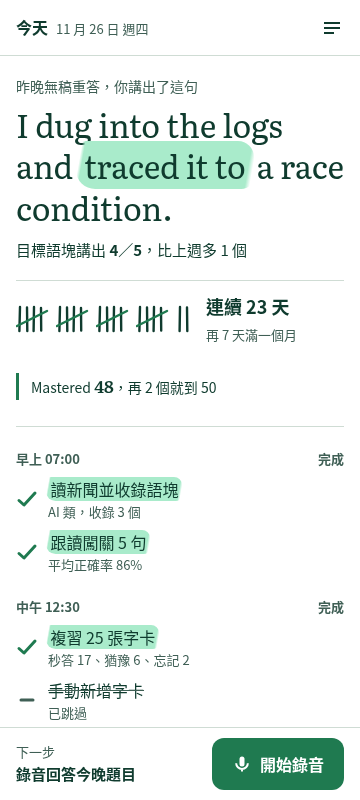 今天 11 月 26 日 週四
昨晚無稿重答，你講出了這句
I dug into the logs
and traced it to a race
condition.
目標語塊講出 4／5，比上週多 1 個
連續 23 天
再 7 天滿一個月
Mastered 48，再 2 個就到 50
早上 07:00 完成
讀新聞並收錄語塊
AI 類，收錄 3 個
跟讀闖關 5 句
平均正確率 86%
中午 12:30 完成
複習 25 張字卡
秒答 17、猶豫 6、忘記 2
手動新增字卡
已跳過
下一步
錄音回答今晚題目
開始錄音